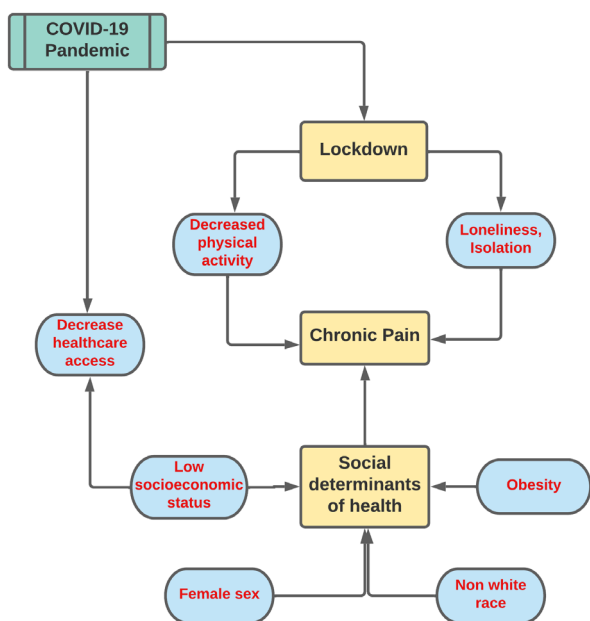 COVID-19
Pandemic
Lockdown
Decreased
physical
activity
Loneliness,
Isolation
Decrease
healthcare
access
Chronic Pain
Low
socioeconomic
status
Social
determinants
of health
Obesity
Female sex
Non white
race